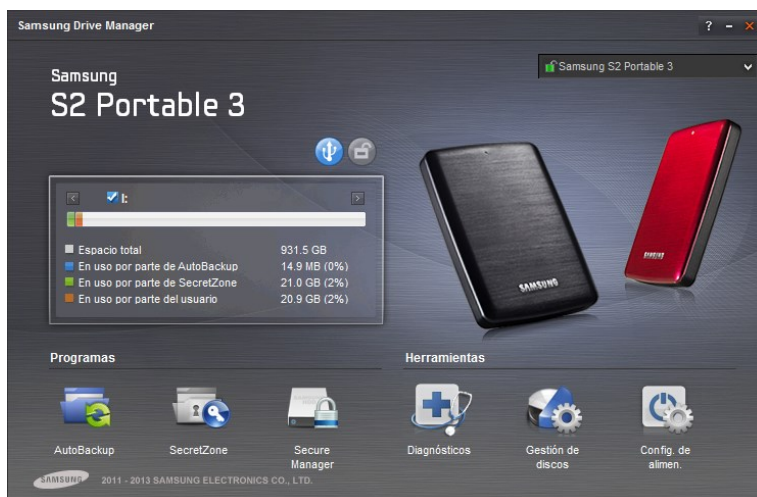 Samsung Drive Manager
? – ×
Samsung S2 Portable 3
Samsung
S2 Portable 3
I:
Espacio total 931.5 GB
En uso por parte de AutoBackup 14.9 MB (0%)
En uso por parte de SecretZone 21.0 GB (2%)
En uso por parte del usuario 20.9 GB (2%)
SAMSUNG
SAMSUNG
Programas
Herramientas
AutoBackup
SecretZone
Secure
Manager
Diagnósticos
Gestión de
discos
Config. de
alimen.
SAMSUNG 2011 - 2013 SAMSUNG ELECTRONICS CO., LTD.